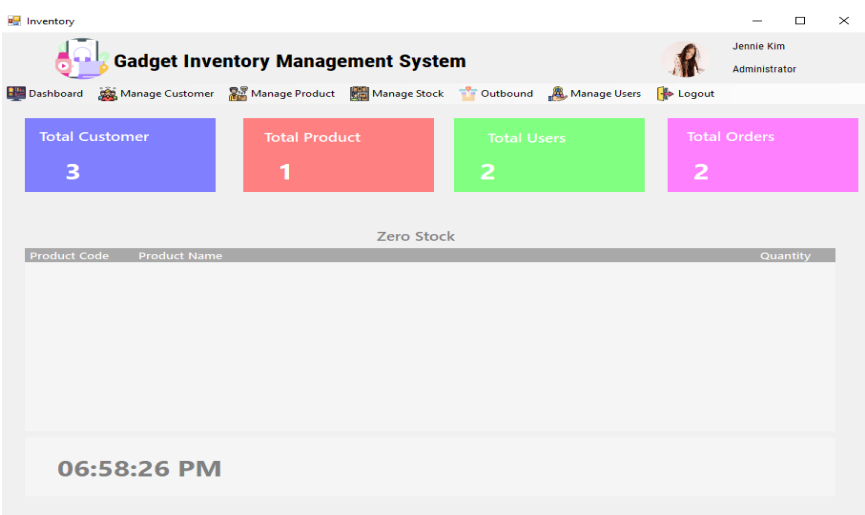 Inventory
Gadget Inventory Management System
Jennie Kim
Administrator
Dashboard Manage Customer Manage Product Manage Stock Outbound Manage Users Logout
Total Customer Total Product Total Users Total Orders
3 1 2 2
Zero Stock
Product Code Product Name Quantity
06:58:26 PM